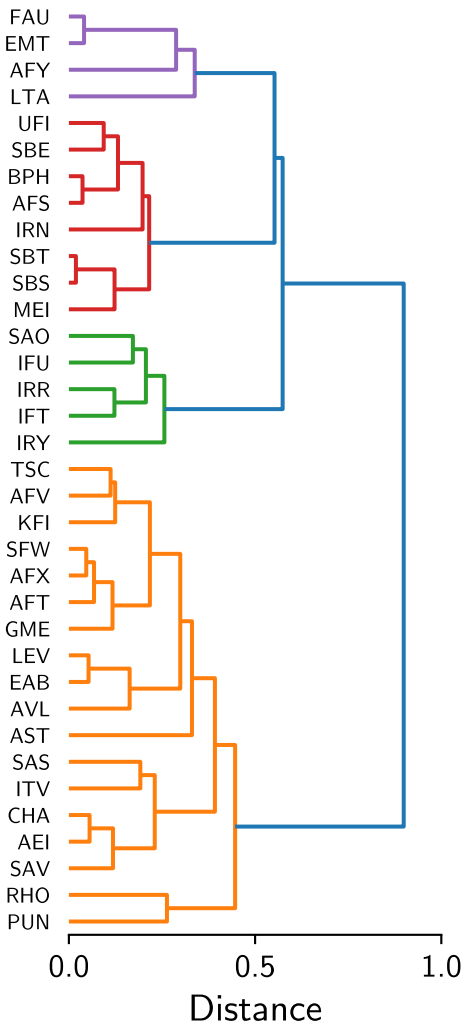 FAU
EMT
AFY
LTA
UFI
SBE
BPH
AFS
IRN
SBT
SBS
MEI
SAO
IFU
IRR
IFT
IRY
TSC
AFV
KFI
SFW
AFX
AFT
GME
LEV
EAB
AVL
AST
SAS
ITV
CHA
AEI
SAV
RHO
PUN
0.0 0.5 1.0
Distance